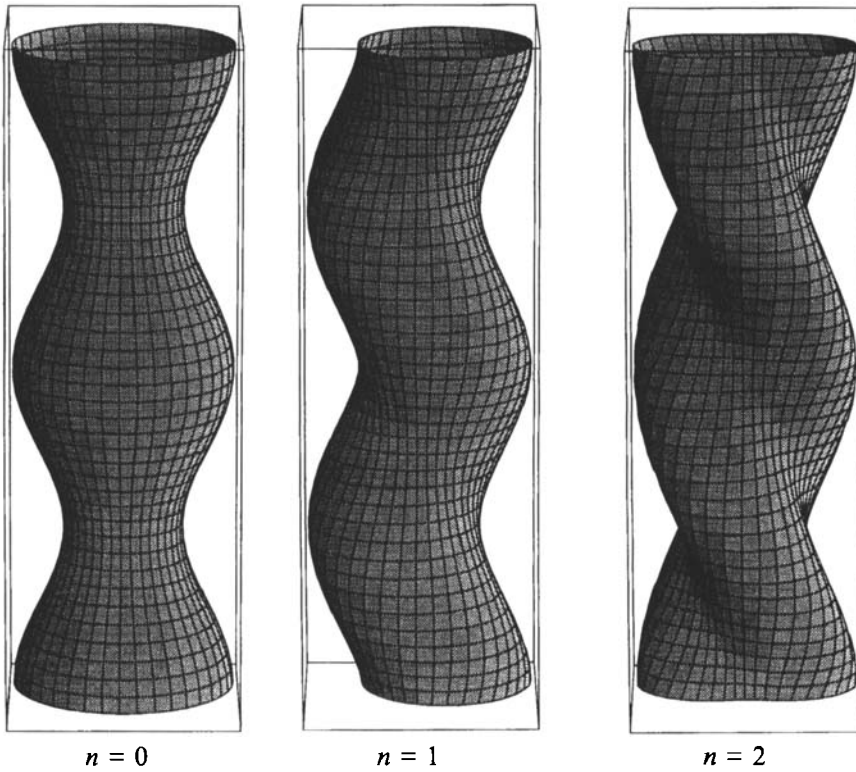 n = 0 n = 1 n = 2